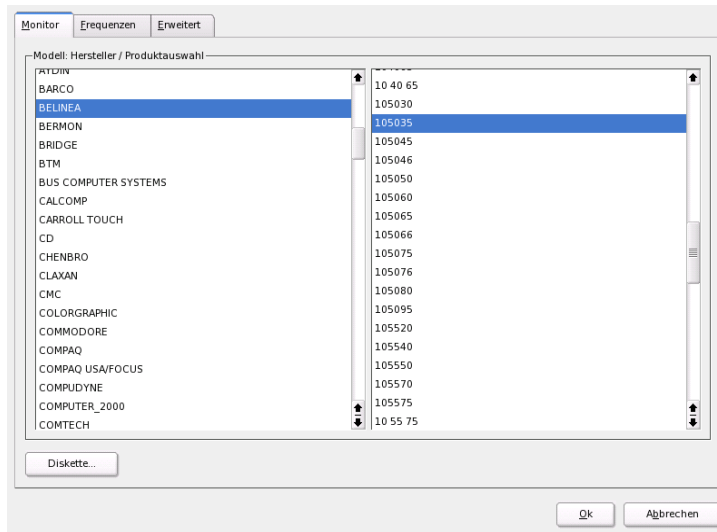 Monitor
Frequenzen
Erweitert
Modell: Hersteller / Produktauswahl
AYDIN
BARCO
BELINEA
BERMON
BRIDGE
BTM
BUS COMPUTER SYSTEMS
CALCOMP
CARROLL TOUCH
CD
CHENBRO
CLAXAN
CMC
COLORGRAPHIC
COMMODORE
COMPAQ
COMPAQ USA/FOCUS
COMPUDYNE
COMPUTER_2000
COMTECH
10 40 65
105030
105035
105045
105046
105050
105060
105065
105066
105075
105076
105080
105095
105520
105540
105550
105570
105575
10 55 75
Diskette...
Ok
Abbrechen